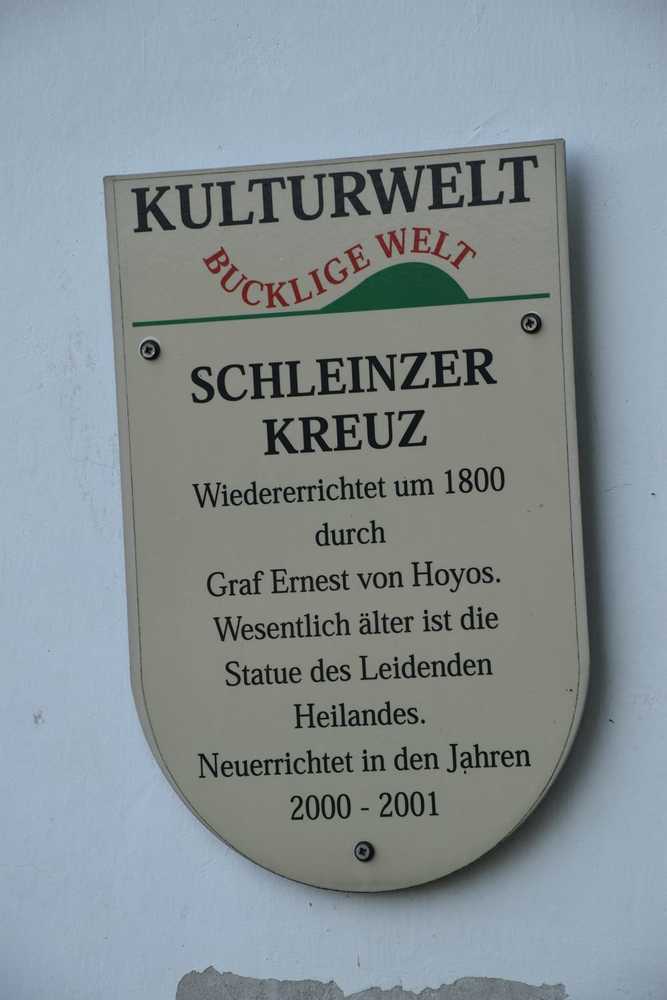 KULTURWELT
BUCKLIGE WELT
SCHLEINZER
KREUZ
Wiedererrichtet um 1800
durch
Graf Ernest von Hoyos.
Wesentlich älter ist die
Statue des Leidenden
Heilandes.
Neuerrichtet in den Jahren
2000 - 2001